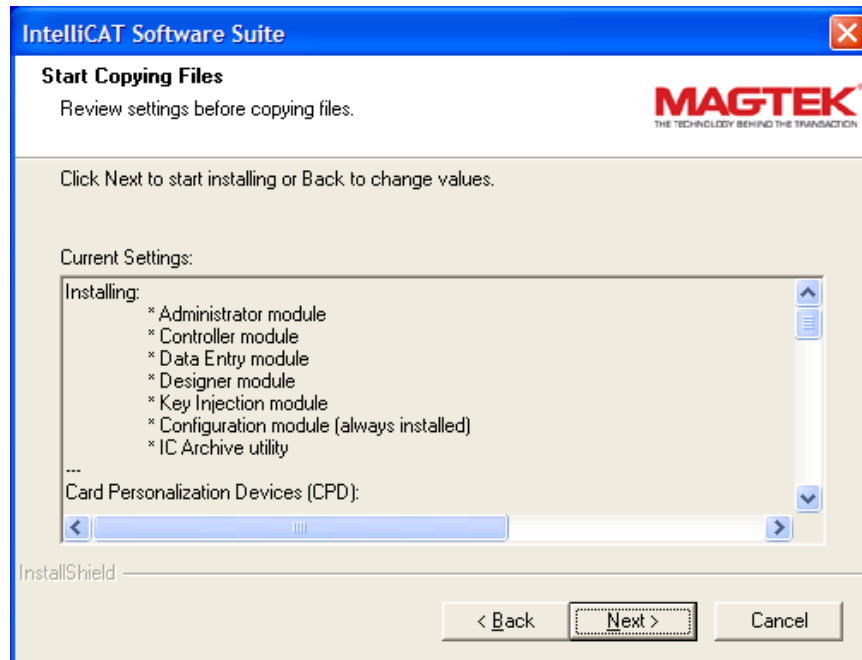 IntelliCAT Software Suite
Start Copying Files
Review settings before copying files.
MAGTEK®
THE TECHNOLOGY BEHIND THE TRANSACTION
Click Next to start installing or Back to change values.
Current Settings:
Installing:
* Administrator module
* Controller module
* Data Entry module
* Designer module
* Key Injection module
* Configuration module (always installed)
* IC Archive utility
---
Card Personalization Devices (CPD):
InstallShield
< Back Next > Cancel